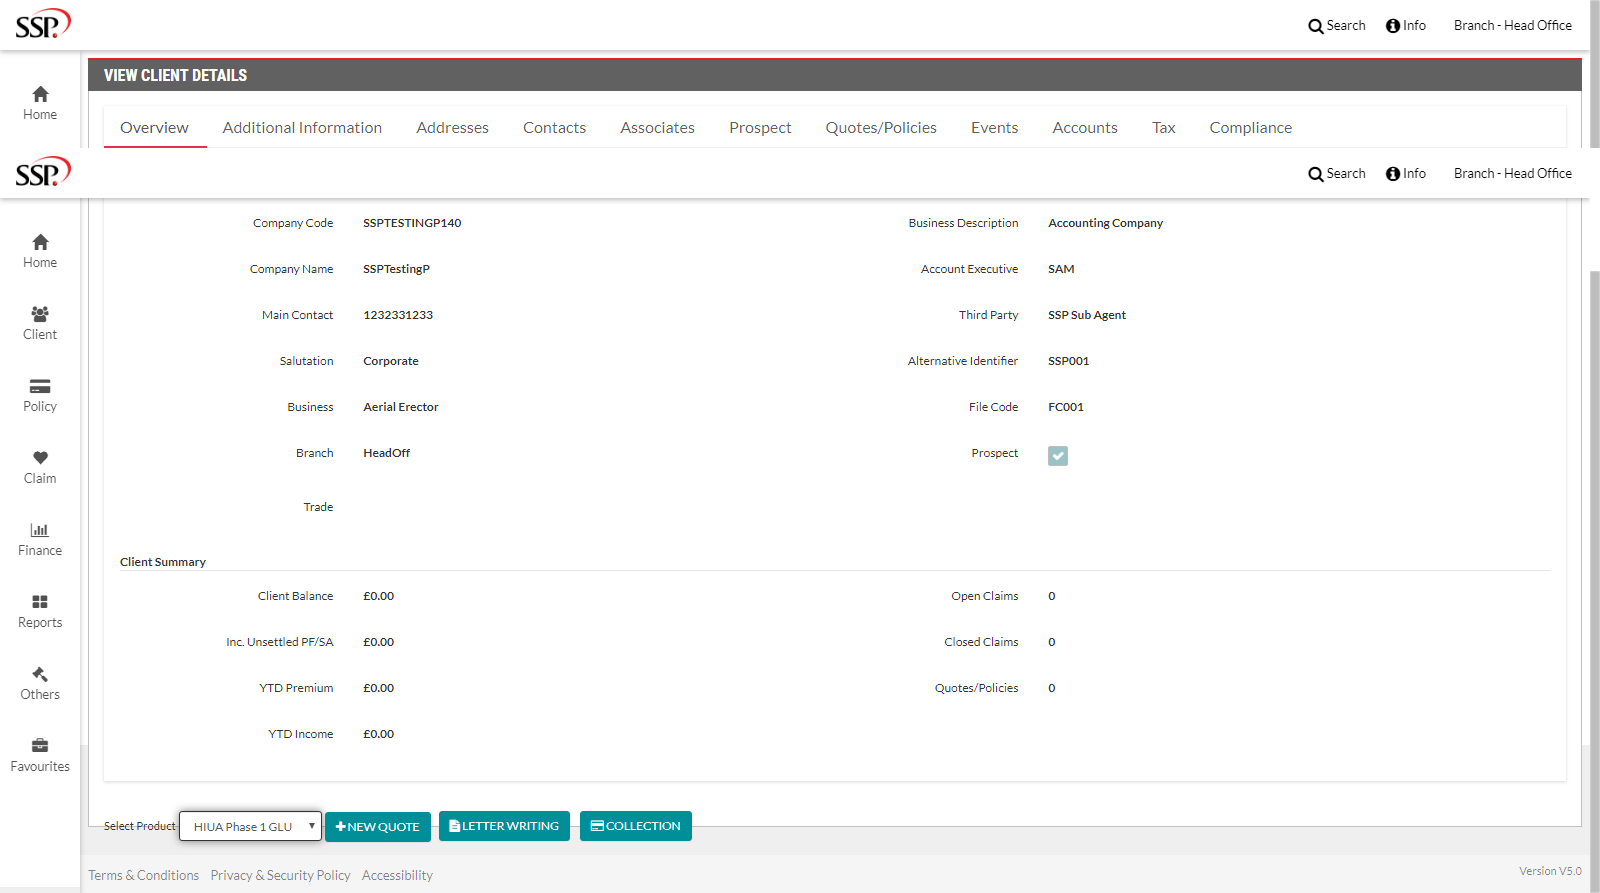 SSP.
Search Info Branch - Head Office
VIEW CLIENT DETAILS
Home
Overview Additional Information Addresses Contacts Associates Prospect Quotes/Policies Events Accounts Tax Compliance
SSP.
Search Info Branch - Head Office
Home
Client
Policy
Claim
Finance
Reports
Others
Favourites
Company Code SSPTESTINGP140
Business Description Accounting Company
Company Name SSPTestingP
Account Executive SAM
Main Contact 1232331233
Third Party SSP Sub Agent
Salutation Corporate
Alternative Identifier SSP001
Business Aerial Erector
File Code FC001
Branch HeadOff
Prospect
Trade
Client Summary
Client Balance £0.00
Open Claims 0
Inc. Unsettled PF/SA £0.00
Closed Claims 0
YTD Premium £0.00
Quotes/Policies 0
YTD Income £0.00
Select Product HIUA Phase 1 GLU NEW QUOTE LETTER WRITING COLLECTION
Terms & Conditions Privacy & Security Policy Accessibility
Version V5.0